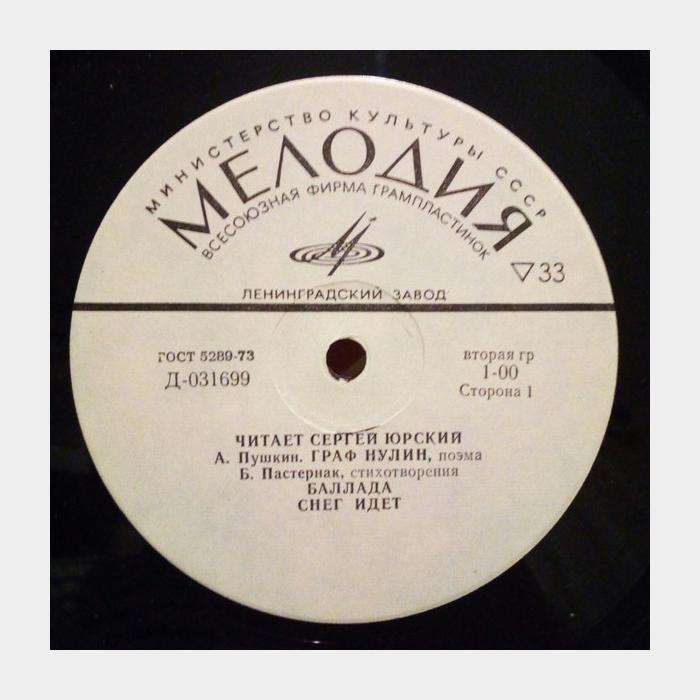 МИНИСТЕРСТВО КУЛЬТУРЫ СССР
МЕЛОДИЯ
ВСЕСОЮЗНАЯ ФИРМА ГРАМПЛАСТИНОК
▽33
ЛЕНИНГРАДСКИЙ ЗАВОД
ГОСТ 5289-73
Д-031699
вторая гр
1-00
Сторона 1
ЧИТАЕТ СЕРГЕЙ ЮРСКИЙ
А. Пушкин. ГРАФ НУЛИН, поэма
Б. Пастернак, стихотворения
БАЛЛАДА
СНЕГ ИДЕТ